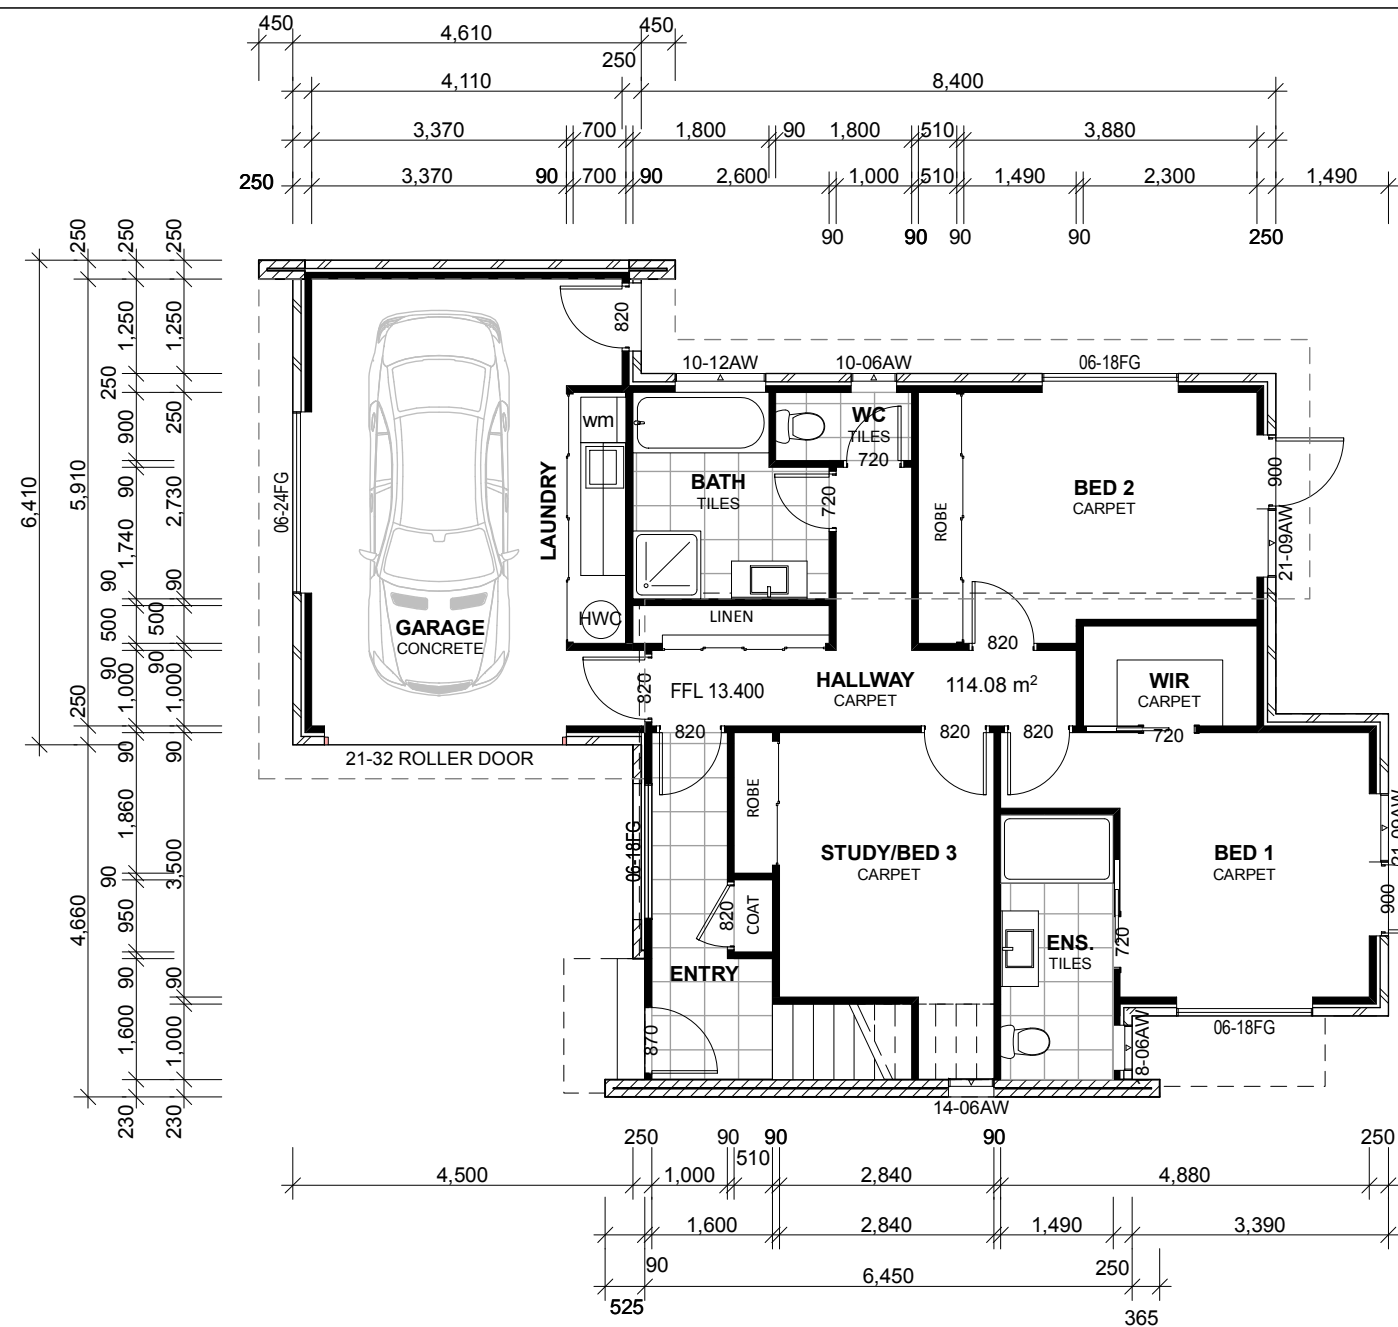 450 4,610 450
250
4,110 8,400
3,370 700 1,800 90 1,800 510 3,880
250 3,370 90 700 90 2,600 1,000 510 1,490 2,300 1,490
90 90 90 90 250
250 250 250
6,410
5,910
1,250 1,250
250
900 250
90 2,730
1,740
90 90
500 500
90 90
250 1,000 1,000
90 90
1,860
90 3,500
4,660 950
90 90
1,600 1,000
230 230
820
10-12AW 10-06AW 06-18FG
wm
WC
TILES
720
BATH
TILES
720
BED 2
CARPET
900
21-09AW
ROBE
06-24FG
LAUNDRY
HWC
LINEN
GARAGE
CONCRETE
820
820
FFL 13.400
HALLWAY
CARPET
114.08 m²
WIR
CARPET
720
820 820 820
21-32 ROLLER DOOR
ROBE
06-18FG
STUDY/BED 3
CARPET
BED 1
CARPET
21-09AW
900
820
COAT
ENS.
TILES
720
ENTRY
870
06-18FG
8-06AW
14-06AW
250 90 90 90 250
510
4,500 1,000 2,840 4,880
1,600 2,840 1,490 3,390
90 6,450 250
525 365